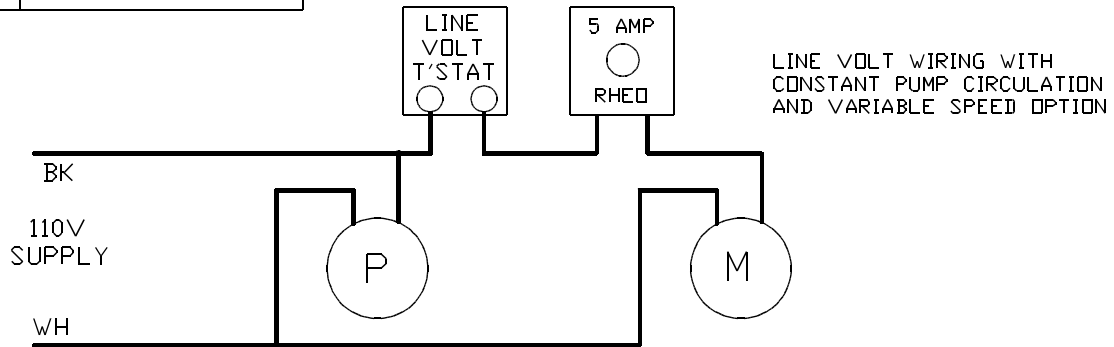 LINE
VOLT
T'STAT
5 AMP
RHEO
LINE VOLT WIRING WITH
CONSTANT PUMP CIRCULATION
AND VARIABLE SPEED OPTION
BK
110V
SUPPLY
P
M
WH